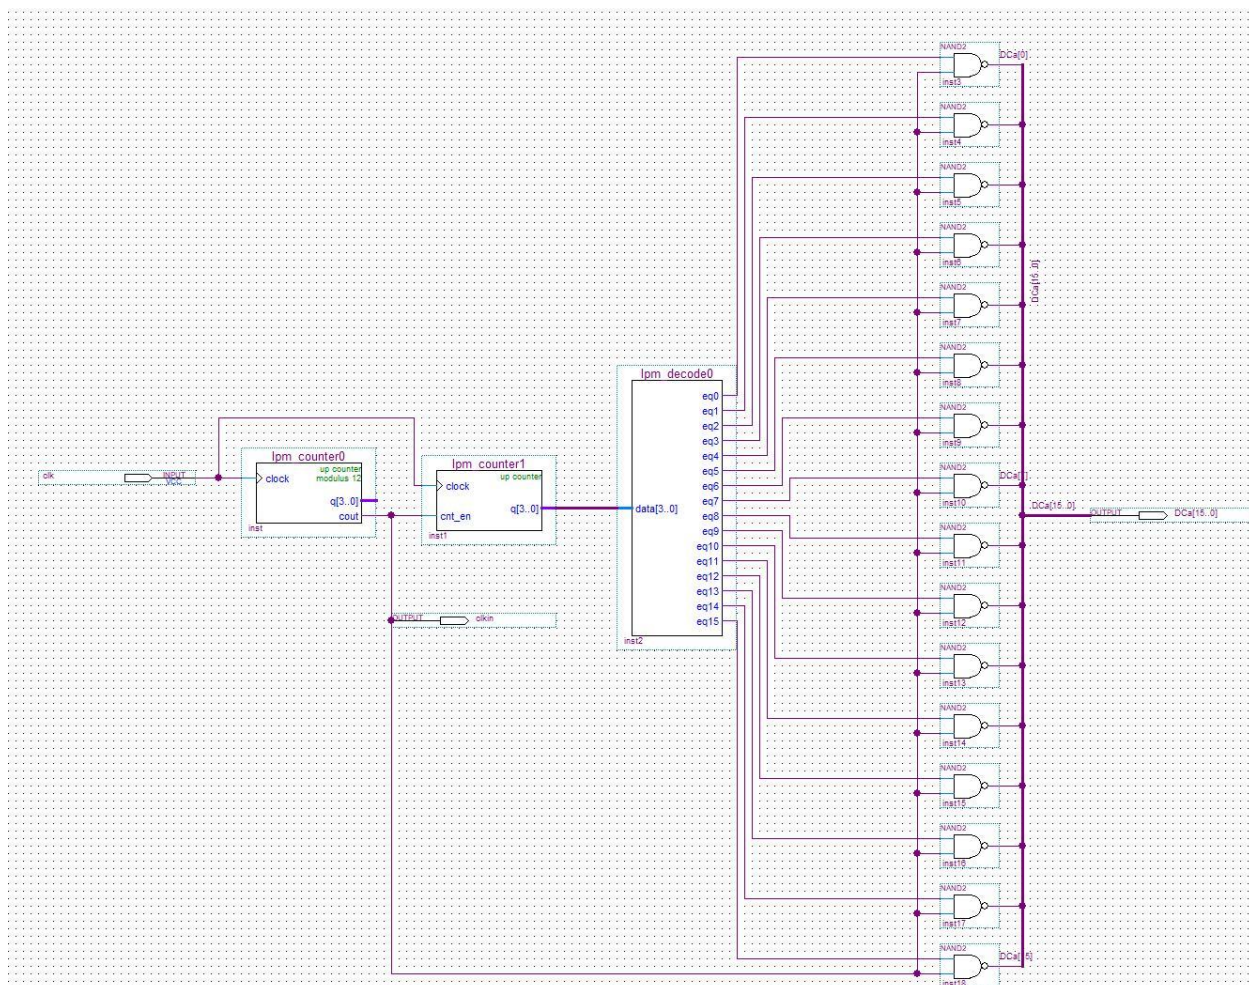 NAND2
DCa[0]
inst3
NAND2
inst4
NAND2
inst5
NAND2
inst6
DCa[15..0]
NAND2
inst7
NAND2
inst8
NAND2
inst9
NAND2
inst10
NAND2
inst11
NAND2
inst12
NAND2
inst13
NAND2
inst14
NAND2
inst15
NAND2
inst16
NAND2
inst17
NAND2
inst18
DCa[15..0]
OUTPUT
DCa[15..0]
clk
INPUT
VCC
lpm_counter0
up counter
modulus 12
clock
q[3..0]
cout
inst
lpm_counter1
up counter
clock
q[3..0]
cnt_en
inst1
OUTPUT
clkin
lpm_decode0
data[3..0]
eq0
eq1
eq2
eq3
eq4
eq5
eq6
eq7
eq8
eq9
eq10
eq11
eq12
eq13
eq14
eq15
inst2